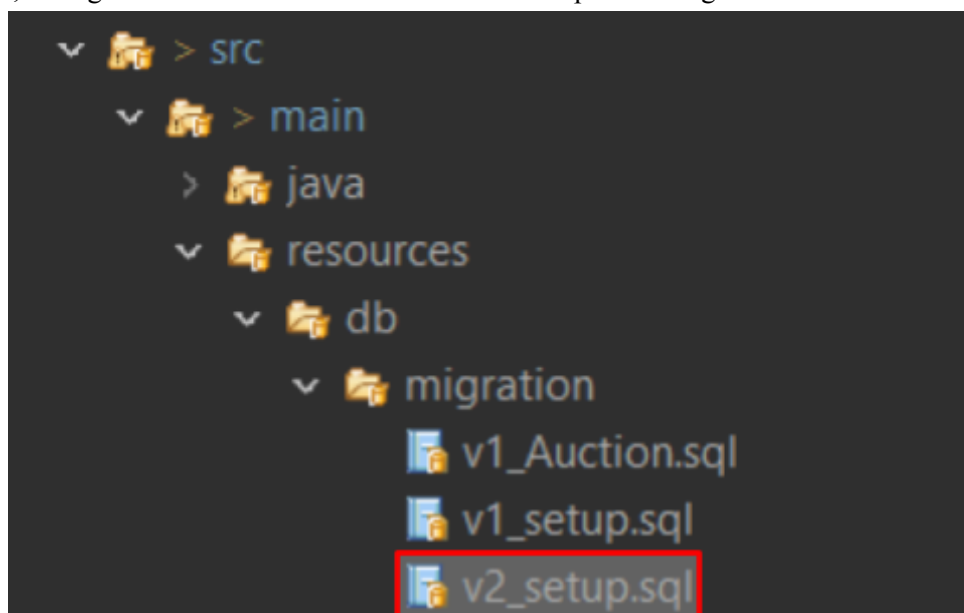 > src
> main
java
resources
db
migration
v1_Auction.sql
v1_setup.sql
v2_setup.sql